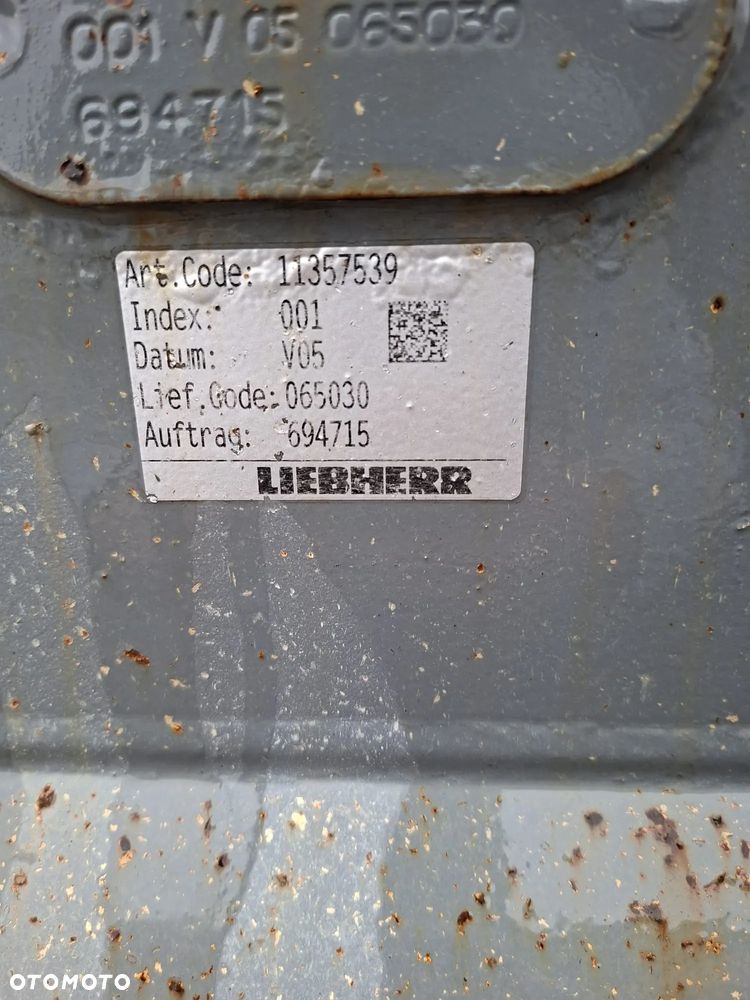 001 V 05 065030
694715
Art.Code: 11357539
Index: 001
Datum: V05
Lief.Code: 065030
Auftrag: 694715
LIEBHERR
OTOMOTO